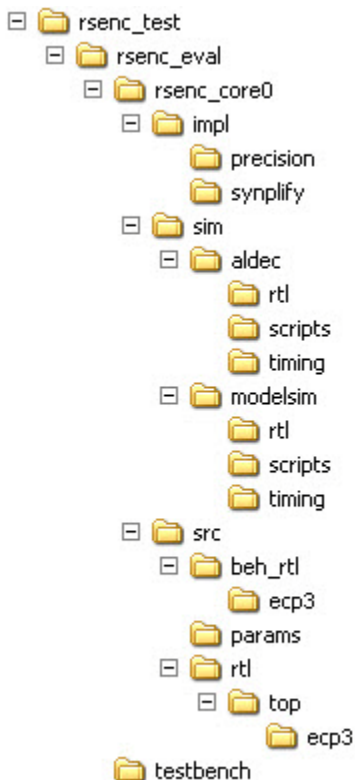 rsenc_test
rsenc_eval
rsenc_core0
impl
precision
synplify
sim
aldec
rtl
scripts
timing
modelsim
rtl
scripts
timing
src
beh_rtl
ecp3
params
rtl
top
ecp3
testbench